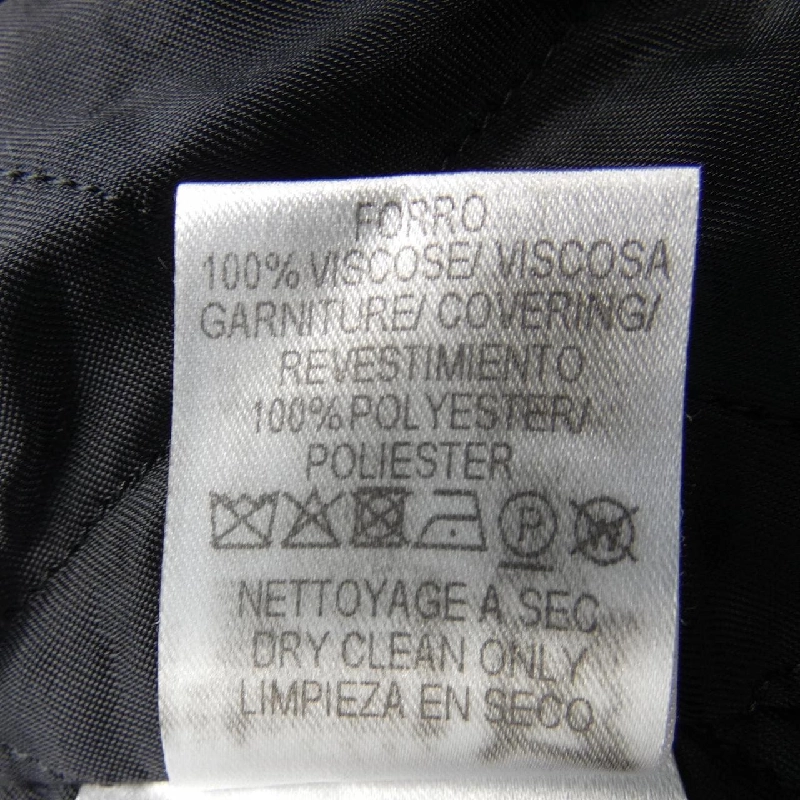 FORRO
100% VISCOSE/ VISCOSA
GARNITURE/ COVERING/
REVESTIMIENTO
100%POLYESTER/
POLIESTER
P W
NETTOYAGE A SEC
DRY CLEAN ONLY
LIMPIEZA EN SECO